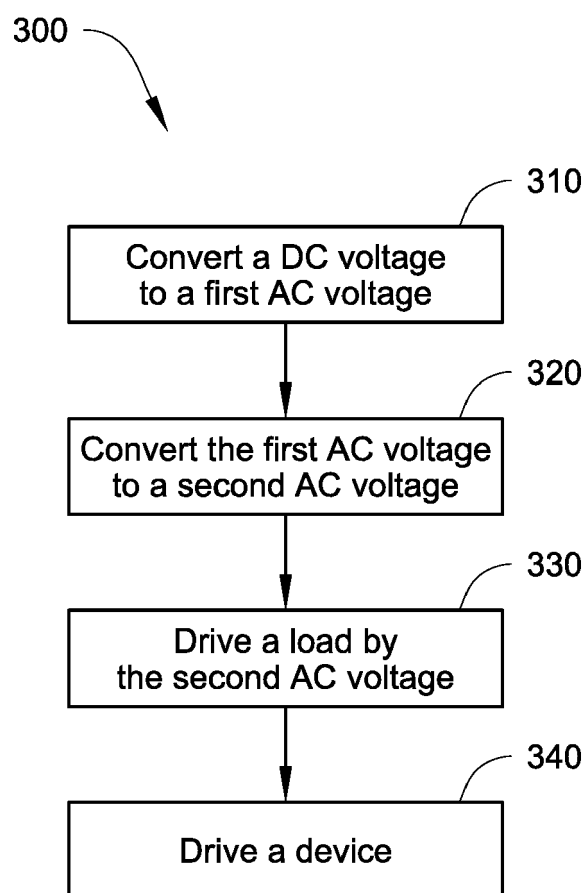 300
310
Convert a DC voltage
to a first AC voltage
320
Convert the first AC voltage
to a second AC voltage
330
Drive a load by
the second AC voltage
340
Drive a device